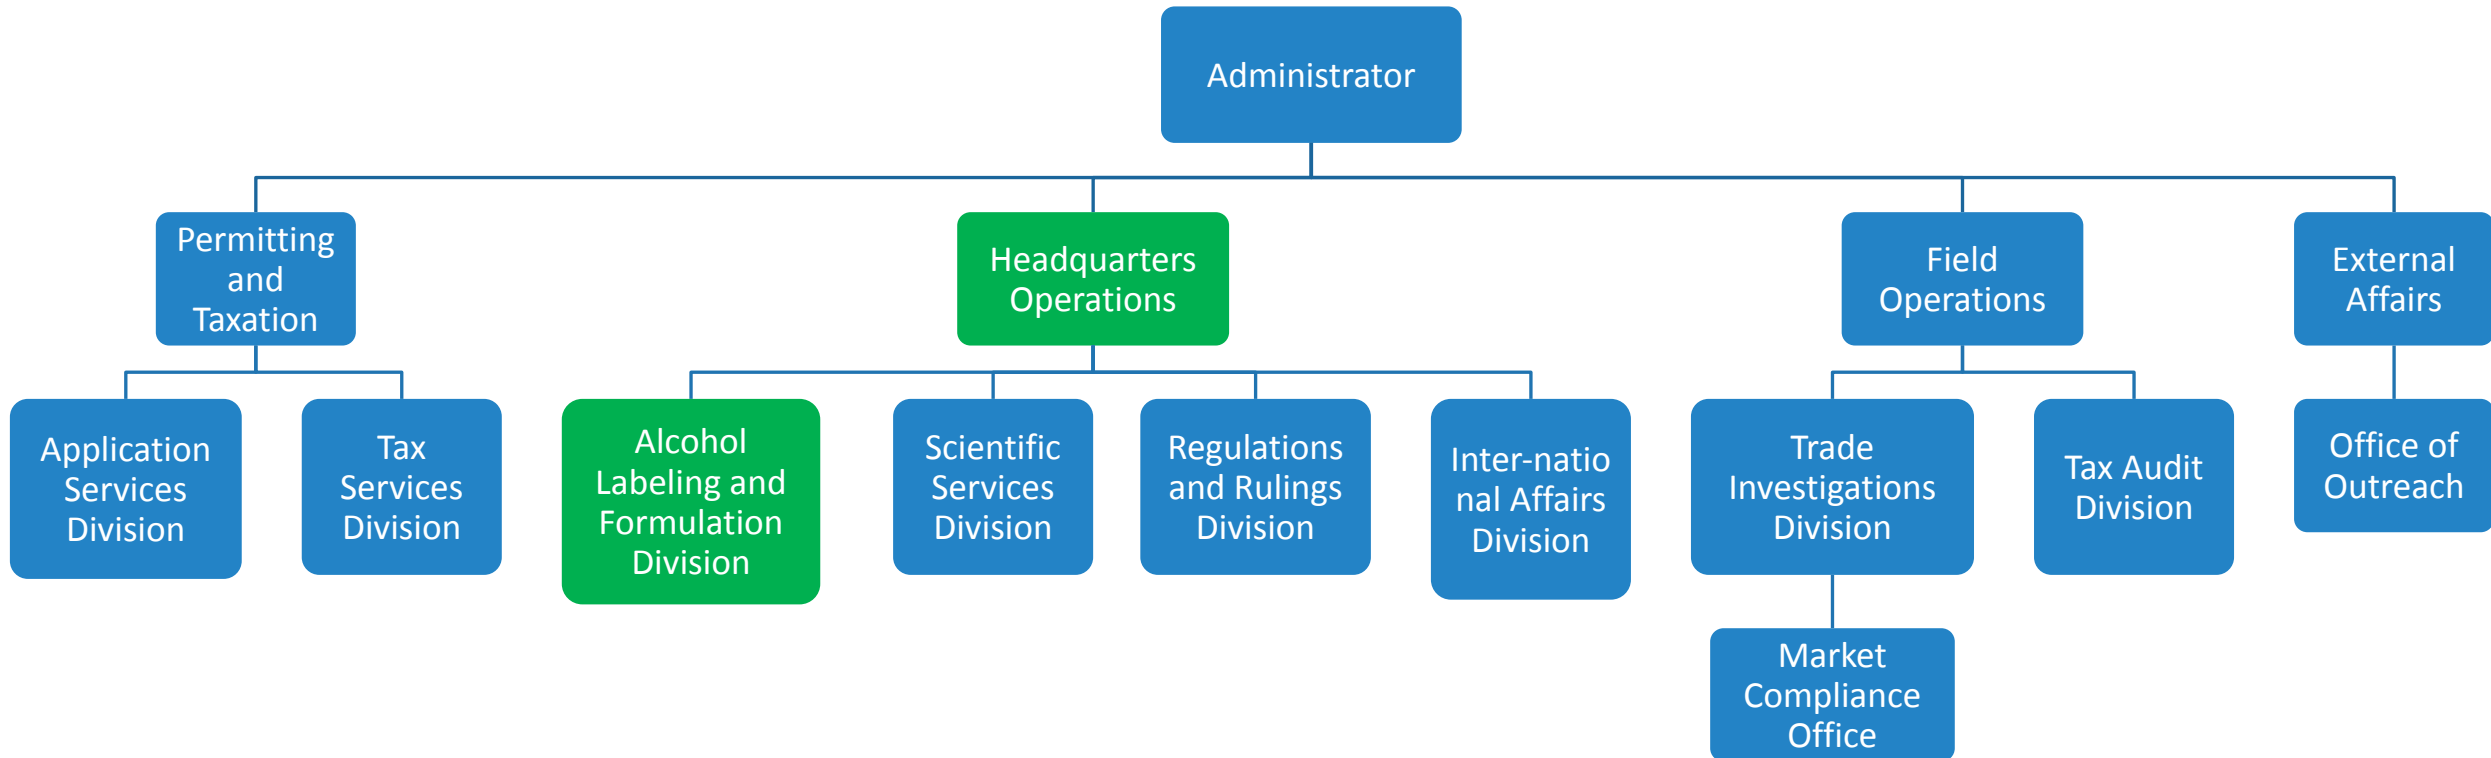 Administrator
Permitting
and
Taxation
Headquarters
Operations
Field
Operations
External
Affairs
Application
Services
Division
Tax
Services
Division
Alcohol
Labeling and
Formulation
Division
Scientific
Services
Division
Regulations
and Rulings
Division
Inter-natio
nal Affairs
Division
Trade
Investigations
Division
Tax Audit
Division
Office of
Outreach
Market
Compliance
Office